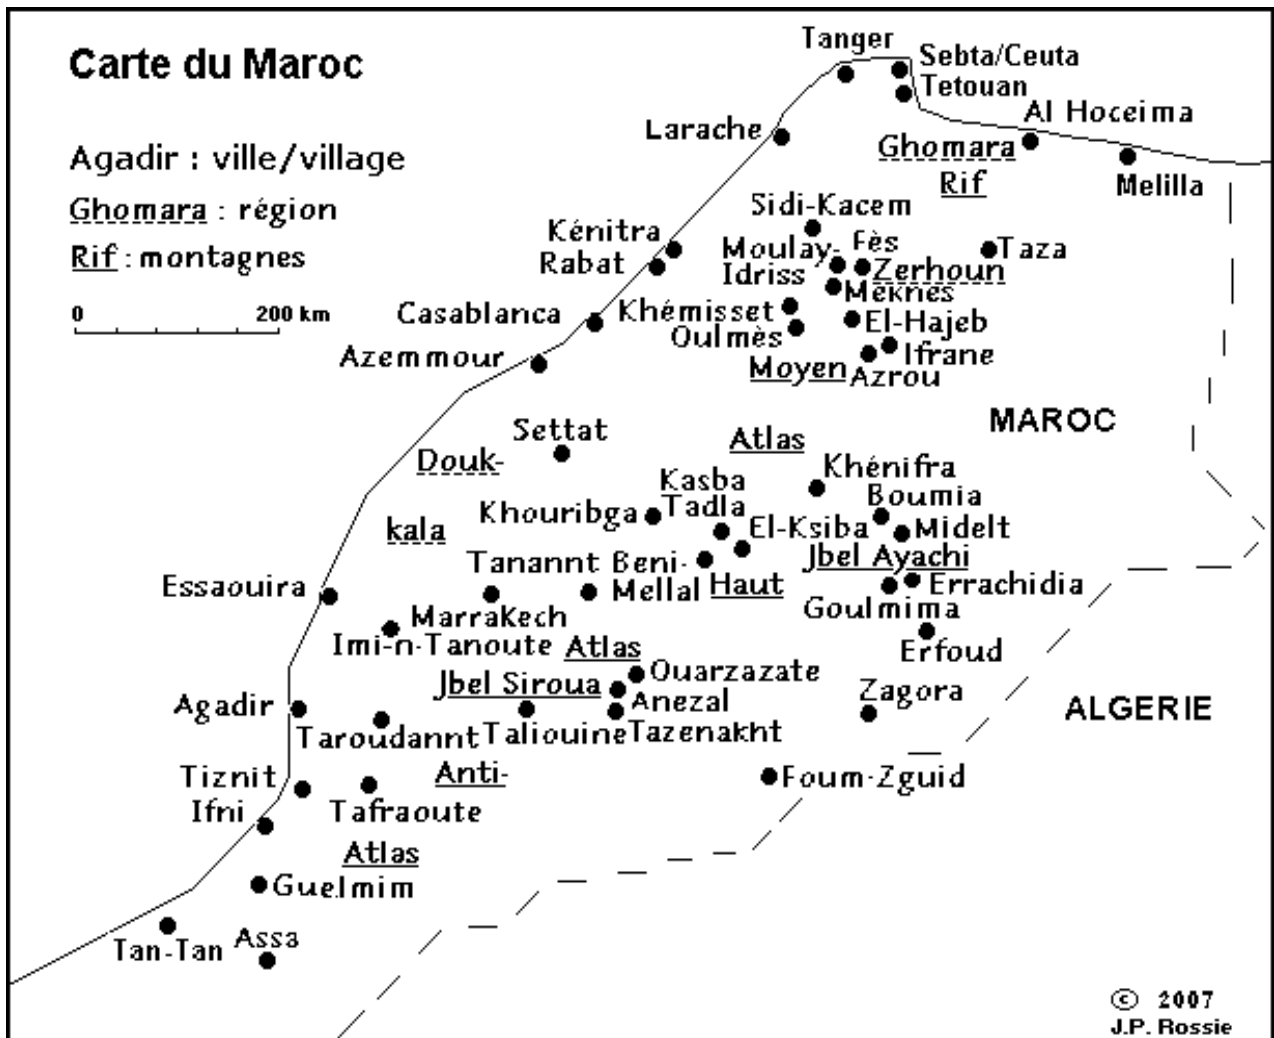 Carte du Maroc
Agadir : ville/village
Ghomara : région
Rif : montagnes
0 200 km
Tanger
Sebta/Ceuta
Tetouan
Al Hoceima
Larache
Ghomara
Rif
Melilla
Sidi-Kacem
Kénitra
Rabat
Moulay-
Idriss
Fès
Zerhoun
Taza
Meknes
Casablanca
Khémisset
Oulmès
El-Hajeb
Ifrane
Azemmour
Moyen
Azrou
MAROC
Settat
Atlas
Douk-
Kasba
Tadla
Khénifra
Boumia
Khouribga
El-Ksiba
Midelt
kala
Tanannt
Beni-
Mellal
Haut
Jbel Ayachi
Errachidia
Essaouira
Goulmima
Marrakech
Imi-n-Tanoute
Atlas
Erfoud
Jbel Siroua
Ouarzazate
Anezal
Zagora
ALGERIE
Agadir
Taroudannt
Taliouine
Tazenakht
Tiznit
Anti-
Foum-Zguid
Ifni
Tafraoute
Atlas
Guelmim
Tan-Tan
Assa
© 2007
J.P. Rossie